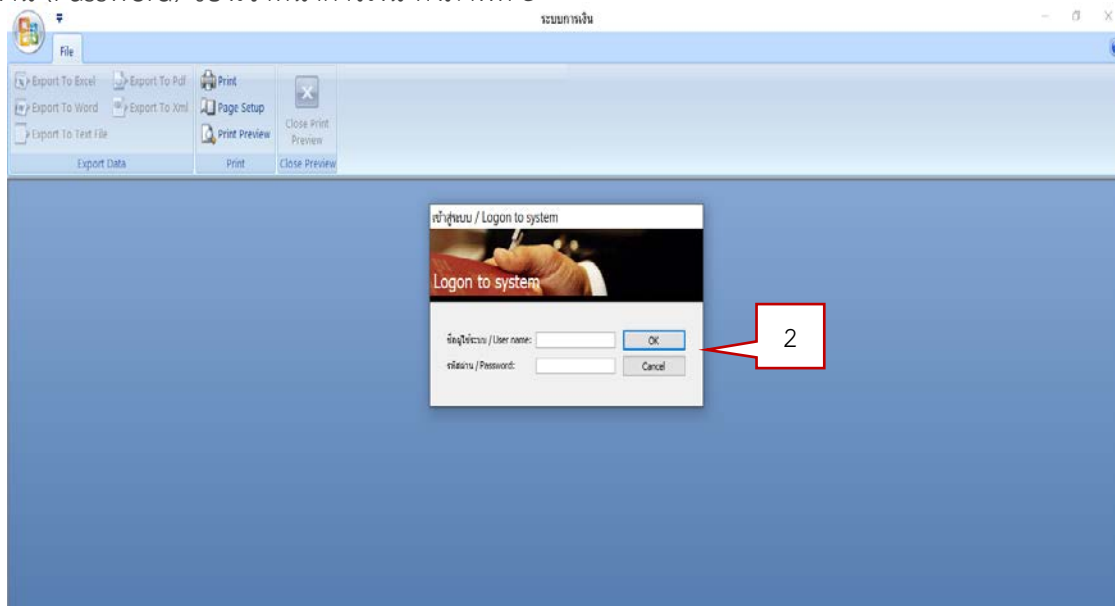 (Password)
ระบบการเงิน
File
Export To Excel
Export To Pdf
Print
Export To Word
Export To Xml
Page Setup
Close Print
Preview
Export To Text File
Print Preview
Export Data
Print
Close Preview
เข้าสู่ระบบ / Logon to system
Logon to system
ชื่อผู้ใช้ระบบ / User name:
OK
2
รหัสผ่าน / Password:
Cancel